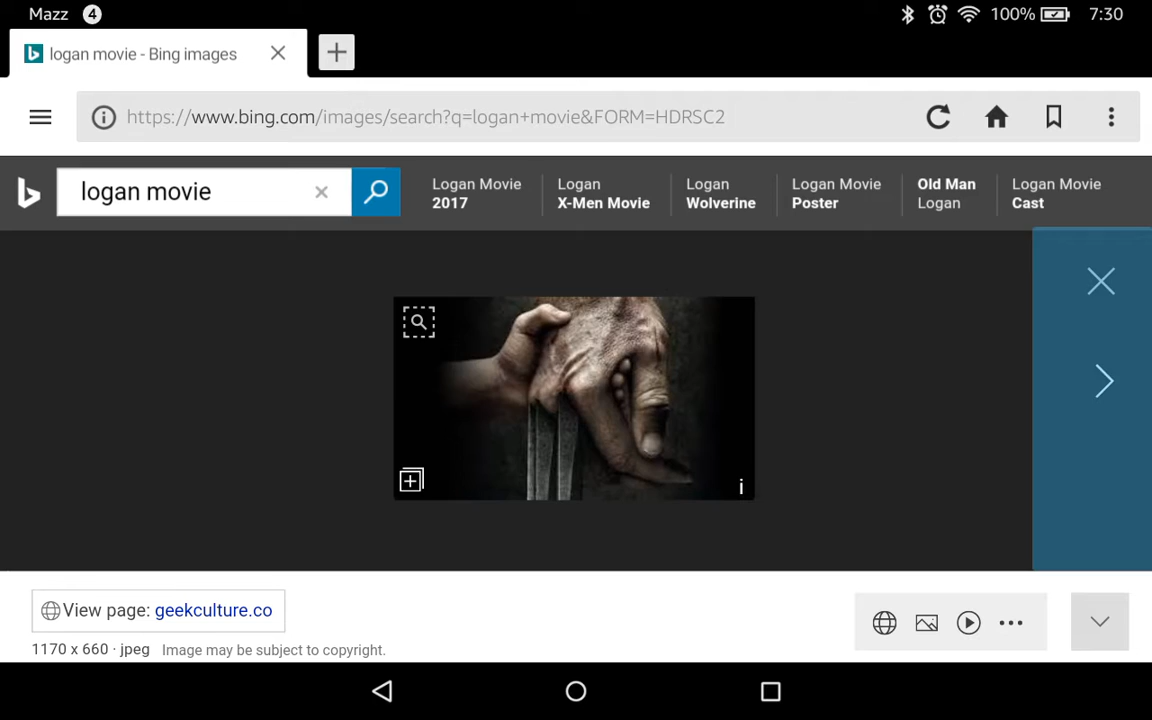 Mazz 4 100% 7:30
logan movie - Bing images
https://www.bing.com/images/search?q=logan+movie&FORM=HDRSC2
logan movie
Logan Movie
2017
Logan
X-Men Movie
Logan
Wolverine
Logan Movie
Poster
Old Man
Logan
Logan Movie
Cast
View page: geekculture.co
1170 x 660 · jpeg Image may be subject to copyright.